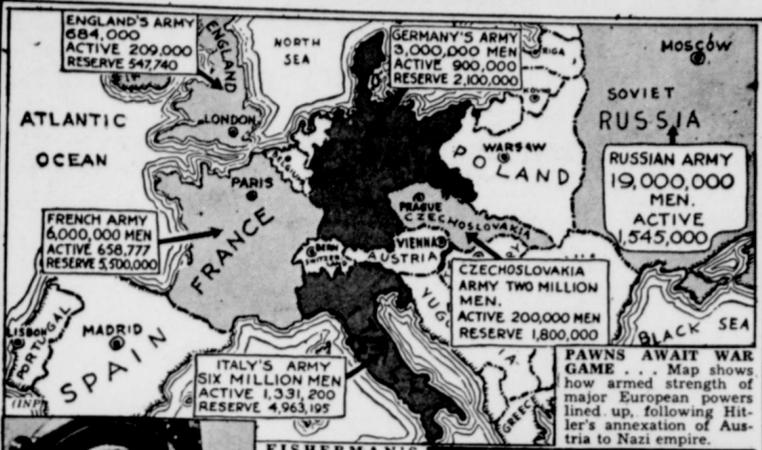 ENGLAND'S ARMY
684,000
ACTIVE 209,000
RESERVE 547,740
ENGLAND
NORTH
SEA
GERMANY'S ARMY
3,000,000 MEN
ACTIVE 900,000
RESERVE 2,100,000
RIGA
MOSCOW
SOVIET
RUSSIA
ATLANTIC
OCEAN
LONDON
BELGIUM
WARSAW
POLAND
RUSSIAN ARMY
19,000,000
MEN.
ACTIVE
1,545,000
PARIS
FRANCE
PRAGUE
CZECHOSLOVAKIA
FRENCH ARMY
6,000,000 MEN
ACTIVE 658,777
RESERVE 5,500,000
BERN
VIENNA
AUSTRIA
CZECHOSLOVAKIA
ARMY TWO MILLION
MEN.
ACTIVE 200,000 MEN
RESERVE 1,800,000
BLACK SEA
LISBON
PORTUGAL
MADRID
SPAIN
ITALY'S ARMY
SIX MILLION MEN
ACTIVE 1,331,200
RESERVE 4,963,195
GREECE
(INP)
PAWNS AWAIT WAR
GAME . . . Map shows
how armed strength of
major European powers
lined up, following Hit-
ler's annexation of Aus-
tria to Nazi empire.